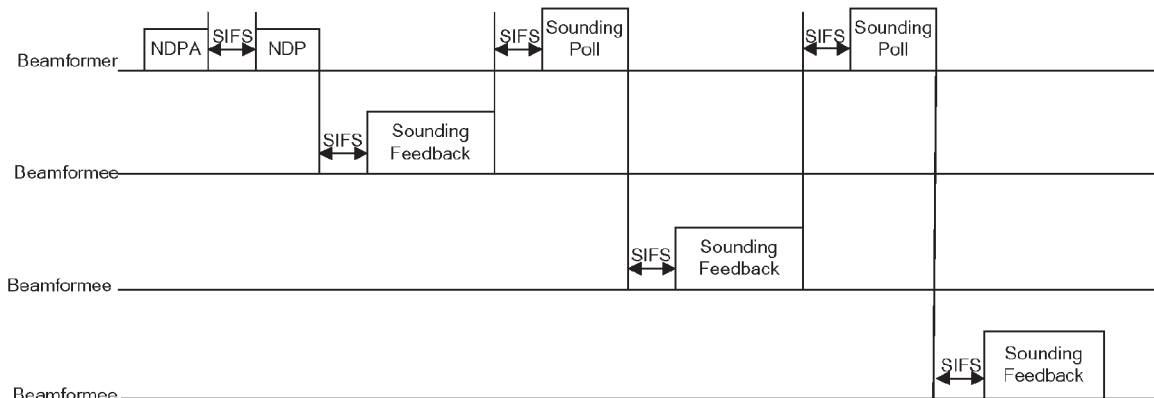 NDPA
SIFS
NDP
SIFS
Sounding
Poll
SIFS
Sounding
Poll
Beamformer
SIFS
Sounding
Feedback
Beamformee
SIFS
Sounding
Feedback
Beamformee
SIFS
Sounding
Feedback
Beamformee